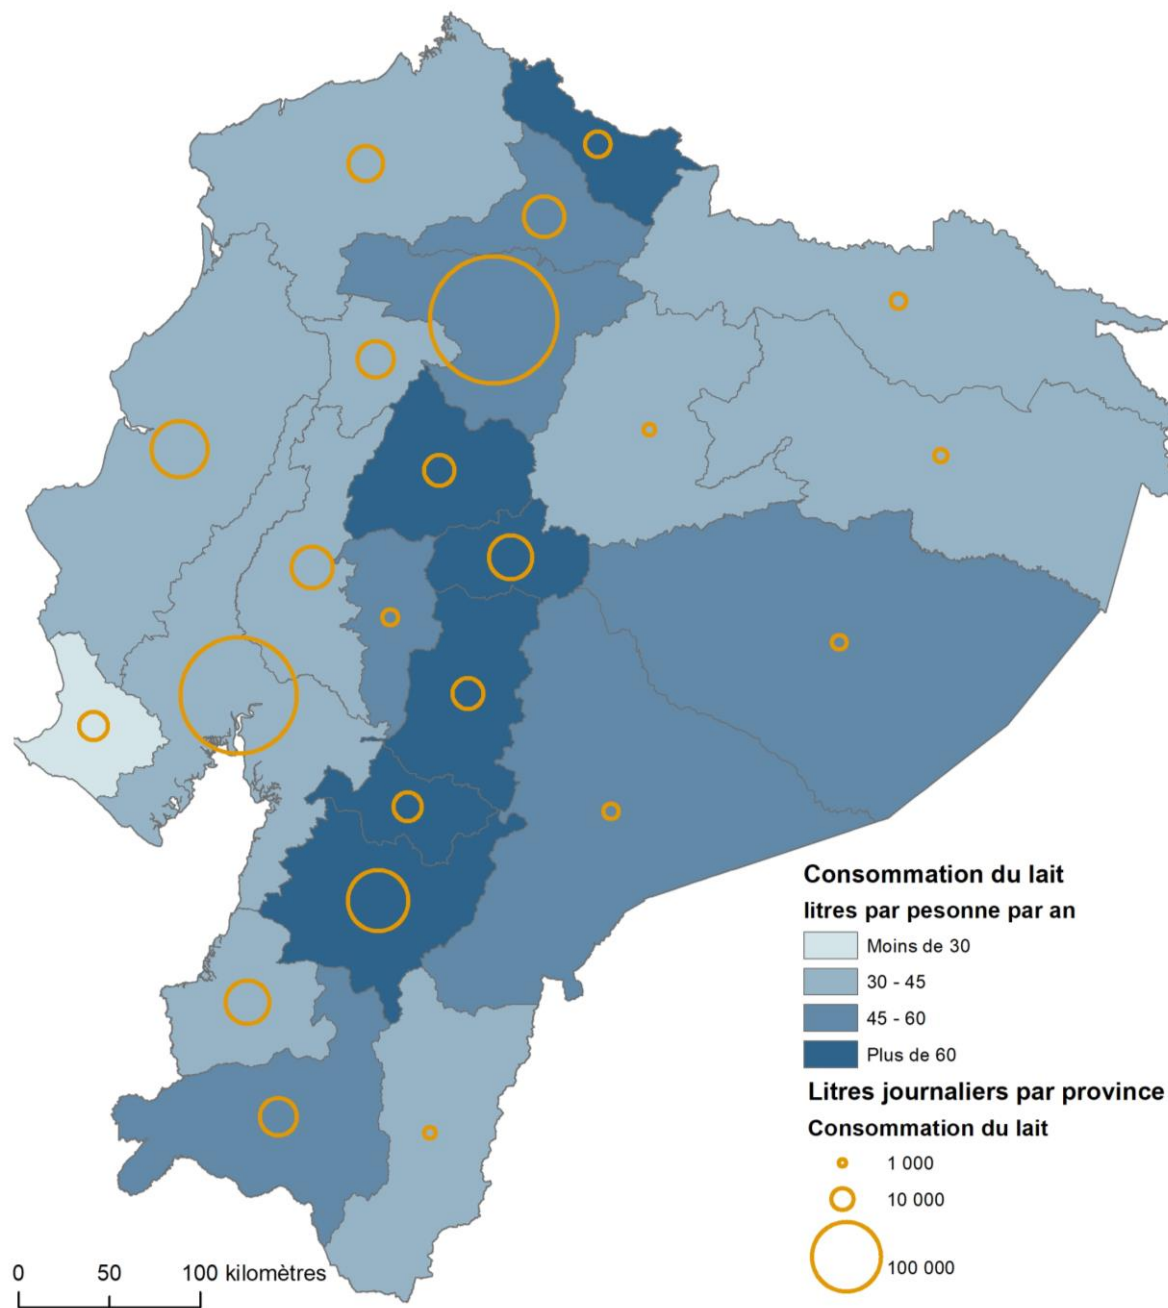 Consommation du lait
litres par pesonne par an
Moins de 30
30 - 45
45 - 60
Plus de 60
Litres journaliers par province
Consommation du lait
1 000
10 000
100 000
0 50 100 kilomètres